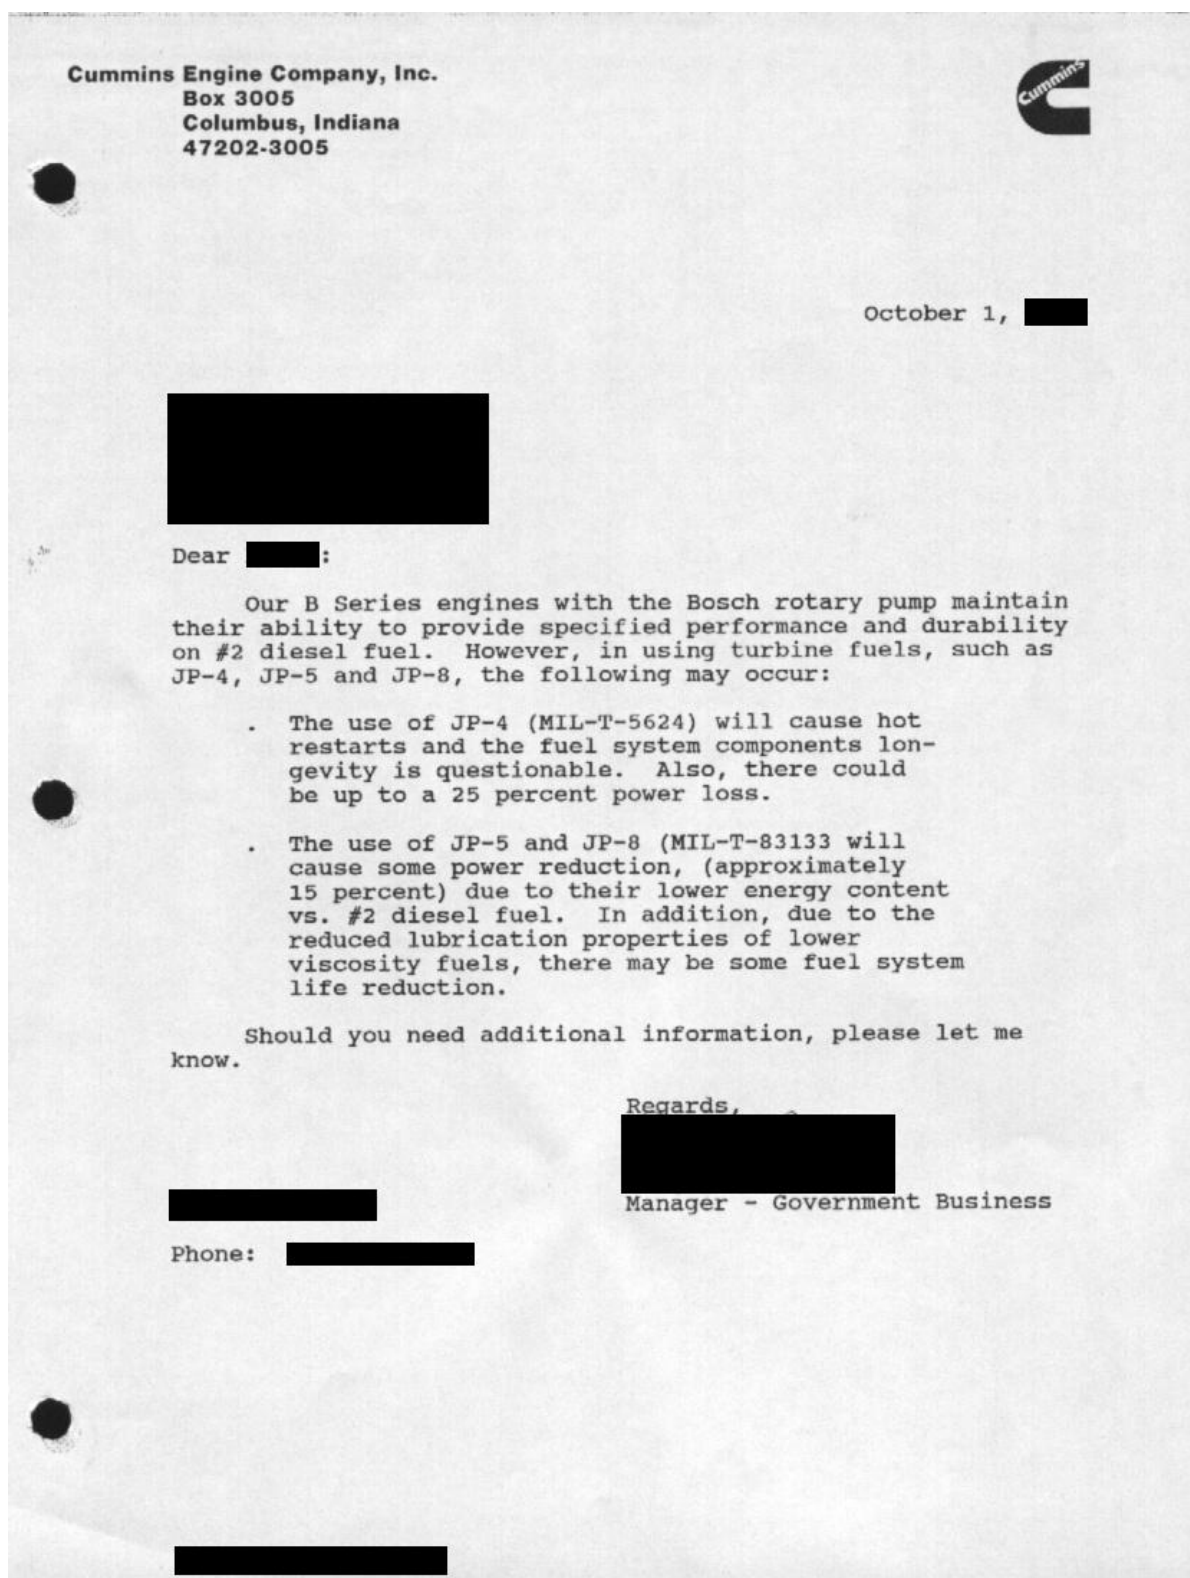 Cummins Engine Company, Inc.
Box 3005
Columbus, Indiana
47202-3005
Cummins
October 1,
Dear :
Our B Series engines with the Bosch rotary pump maintain
their ability to provide specified performance and durability
on #2 diesel fuel. However, in using turbine fuels, such as
JP-4, JP-5 and JP-8, the following may occur:
. The use of JP-4 (MIL-T-5624) will cause hot
restarts and the fuel system components lon-
gevity is questionable. Also, there could
be up to a 25 percent power loss.
. The use of JP-5 and JP-8 (MIL-T-83133 will
cause some power reduction, (approximately
15 percent) due to their lower energy content
vs. #2 diesel fuel. In addition, due to the
reduced lubrication properties of lower
viscosity fuels, there may be some fuel system
life reduction.
Should you need additional information, please let me
know.
Regards,
Manager - Government Business
Phone: